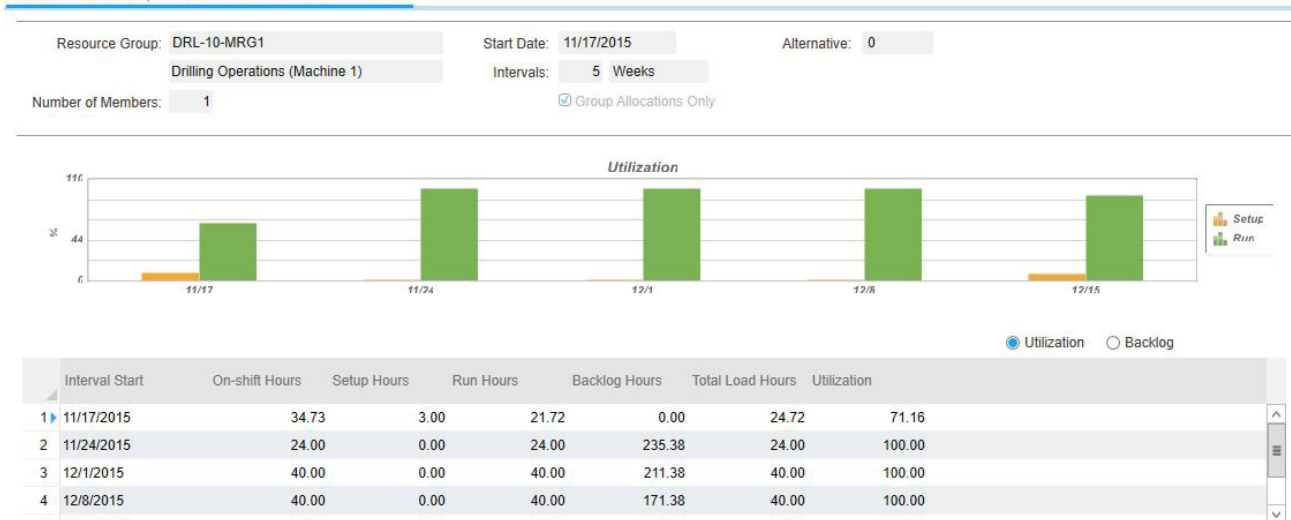 Resource Group: DRL-10-MRG1 Start Date: 11/17/2015 Alternative: 0
Drilling Operations (Machine 1) Intervals: 5 Weeks
Number of Members: 1 Group Allocations Only
Utilization
110
%
44
0
11/17 11/24 12/1 12/8 12/15
Setup
Run
Utilization Backlog
Interval Start On-shift Hours Setup Hours Run Hours Backlog Hours Total Load Hours Utilization
1 11/17/2015 34.73 3.00 21.72 0.00 24.72 71.16
2 11/24/2015 24.00 0.00 24.00 235.38 24.00 100.00
3 12/1/2015 40.00 0.00 40.00 211.38 40.00 100.00
4 12/8/2015 40.00 0.00 40.00 171.38 40.00 100.00